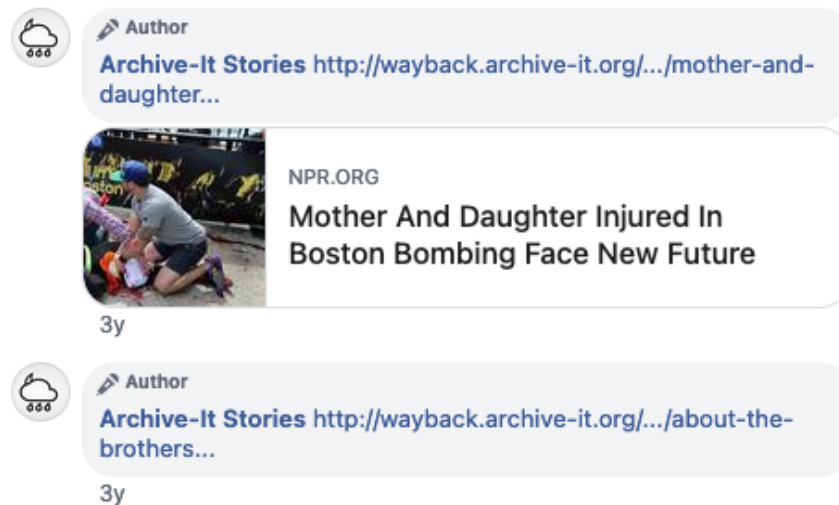 Author
Archive-It Stories http://wayback.archive-it.org/.../mother-and-
daughter...
oston
NPR.ORG
Mother And Daughter Injured In
Boston Bombing Face New Future
3y
Author
Archive-It Stories http://wayback.archive-it.org/.../about-the-
brothers...
3y